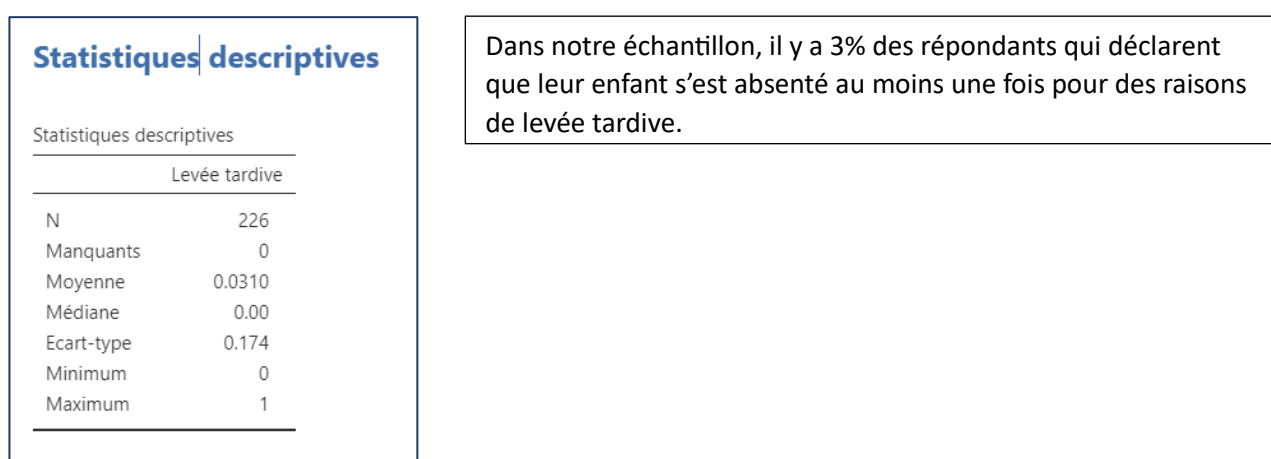 Statistiques descriptives
Statistiques descriptives
Levée tardive
N 226
Manquants 0
Moyenne 0.0310
Médiane 0.00
Ecart-type 0.174
Minimum 0
Maximum 1
Dans notre échantillon, il y a 3% des répondants qui déclarent
que leur enfant s’est absenté au moins une fois pour des raisons
de levée tardive.